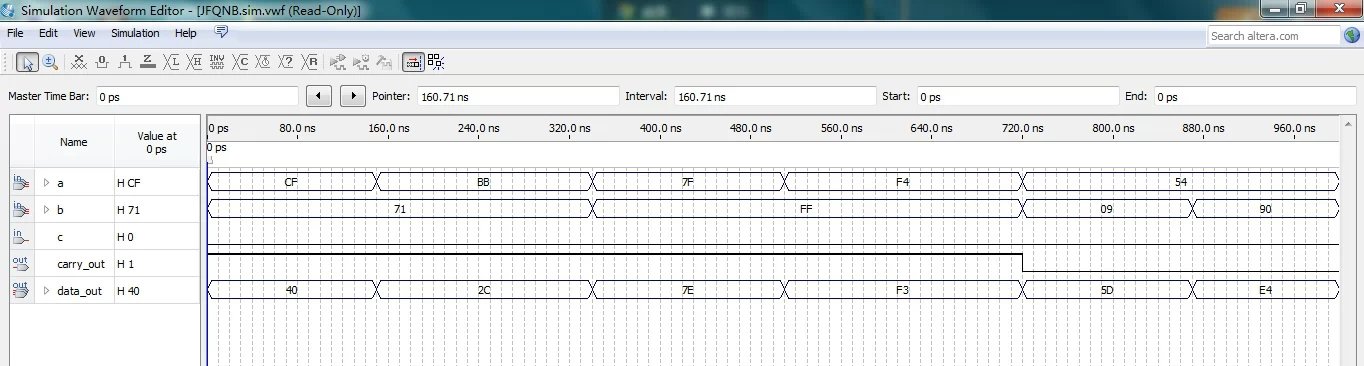 Simulation Waveform Editor - [JFQNB.sim.vwf (Read-Only)]
File Edit View Simulation Help Search altera.com
Master Time Bar: 0 ps Pointer: 160.71 ns Interval: 160.71 ns Start: 0 ps End: 0 ps
Name Value at 0 ps 0 ps 80.0 ns 160.0 ns 240.0 ns 320.0 ns 400.0 ns 480.0 ns 560.0 ns 640.0 ns 720.0 ns 800.0 ns 880.0 ns 960.0 ns
0 ps
in a H CF CF BB 7F F4 54
in b H 71 71 FF 09 90
in c H 0
out carry_out H 1
out data_out H 40 40 2C 7E F3 5D E4